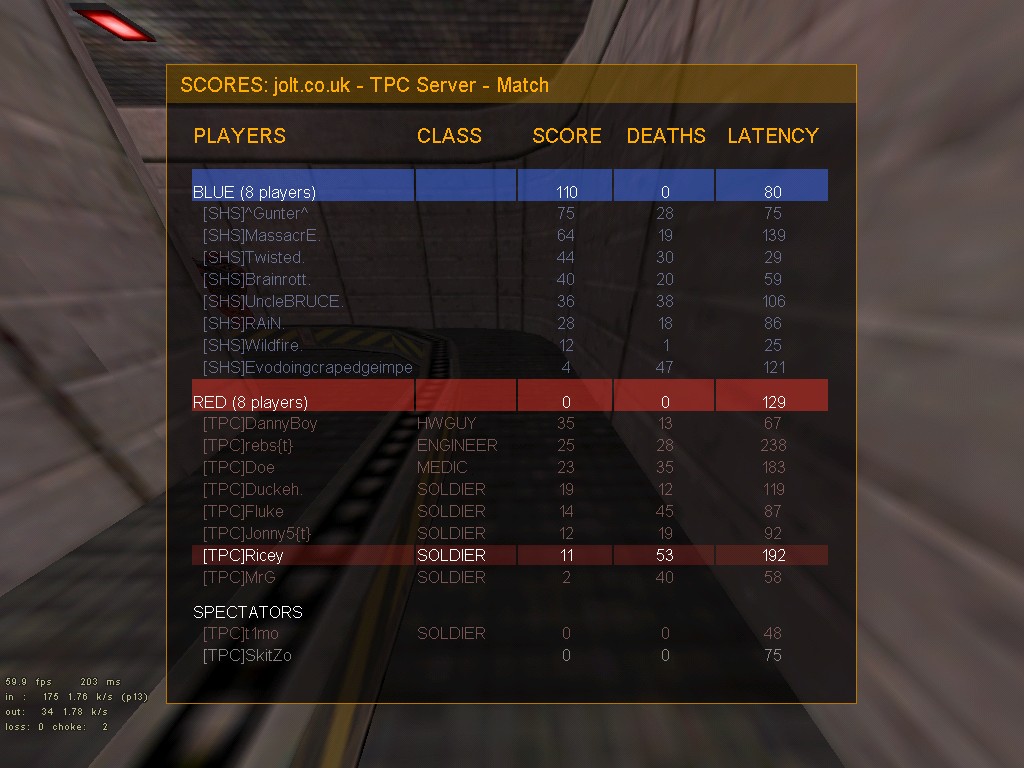 SCORES: jolt.co.uk - TPC Server - Match
PLAYERS CLASS SCORE DEATHS LATENCY
BLUE (8 players) 110 0 80
[SHS]^Gunter^ 75 28 75
[SHS]MassacrE. 64 19 139
[SHS]Twisted. 44 30 29
[SHS]Brainrott. 40 20 59
[SHS]UncleBRUCE. 36 38 106
[SHS]RAiN. 28 18 86
[SHS]Wildfire. 12 1 25
[SHS]Evodoingcrapedgeimpe 4 47 121
RED (8 players) 0 0 129
[TPC]DannyBoy HWGUY 35 13 67
[TPC]rebs{t} ENGINEER 25 28 238
[TPC]Doe MEDIC 23 35 183
[TPC]Duckeh. SOLDIER 19 12 119
[TPC]Fluke SOLDIER 14 45 87
[TPC]Jonny5{t} SOLDIER 12 19 92
[TPC]Ricey SOLDIER 11 53 192
[TPC]MrG SOLDIER 2 40 58
SPECTATORS
[TPC]t1mo SOLDIER 0 0 48
[TPC]SkitZo 0 0 75
59.9 fps 203 ms
in : 175 1.76 k/s (p13)
out: 34 1.78 k/s
loss: 0 choke: 2